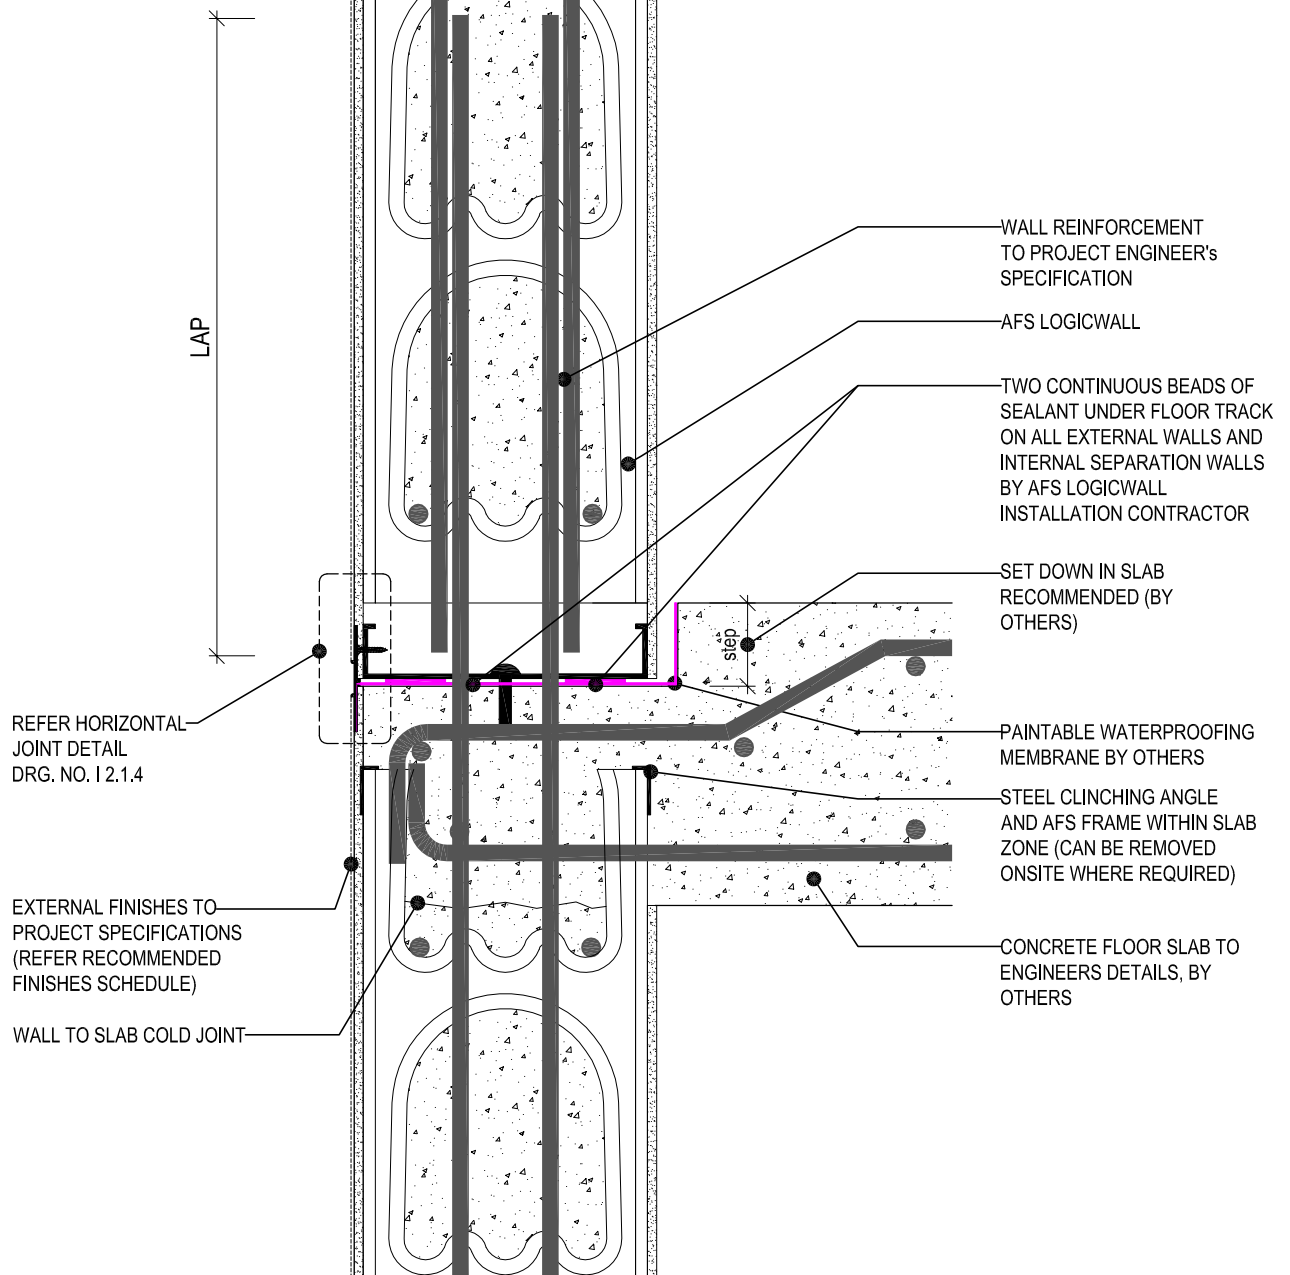 LAP
WALL REINFORCEMENT
TO PROJECT ENGINEER's
SPECIFICATION
AFS LOGICWALL
TWO CONTINUOUS BEADS OF
SEALANT UNDER FLOOR TRACK
ON ALL EXTERNAL WALLS AND
INTERNAL SEPARATION WALLS
BY AFS LOGICWALL
INSTALLATION CONTRACTOR
SET DOWN IN SLAB
RECOMMENDED (BY
OTHERS)
step
REFER HORIZONTAL
JOINT DETAIL
DRG. NO. I 2.1.4
PAINTABLE WATERPROOFING
MEMBRANE BY OTHERS
STEEL CLINCHING ANGLE
AND AFS FRAME WITHIN SLAB
ZONE (CAN BE REMOVED
ONSITE WHERE REQUIRED)
EXTERNAL FINISHES TO
PROJECT SPECIFICATIONS
(REFER RECOMMENDED
FINISHES SCHEDULE)
WALL TO SLAB COLD JOINT
CONCRETE FLOOR SLAB TO
ENGINEERS DETAILS, BY
OTHERS